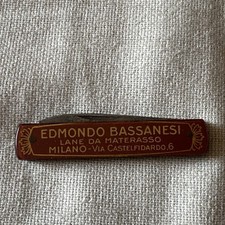 EDMONDO BASSANESI
LANE DA MATERASSO
MILANO - VIA CASTELFIDARDO, 6